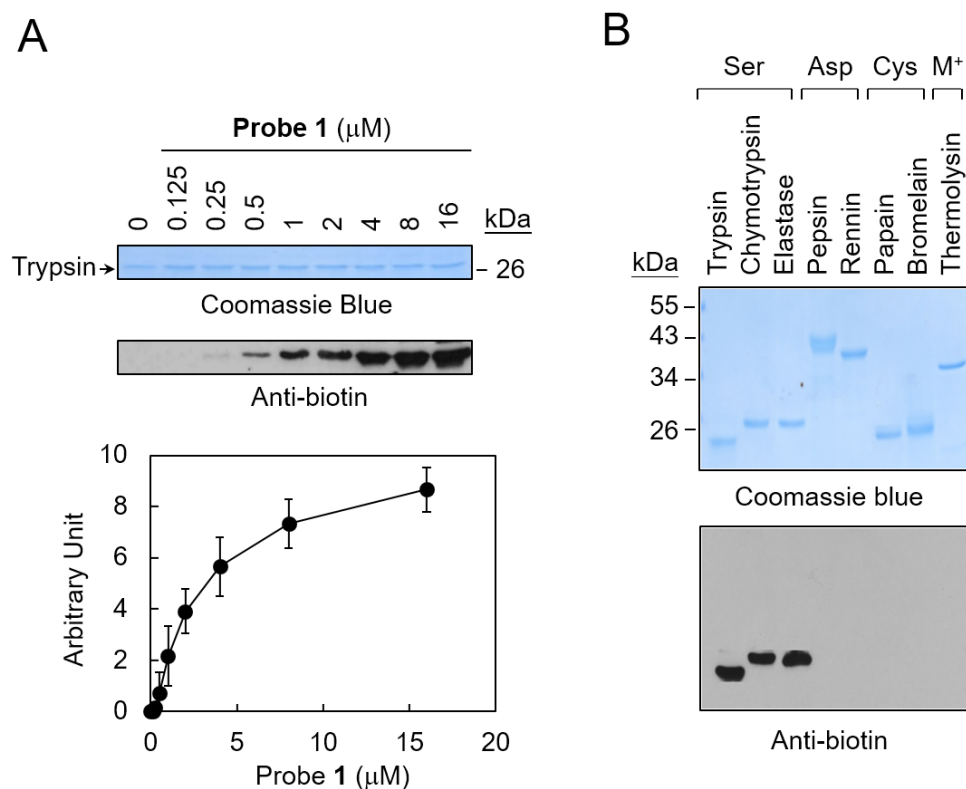 A
Probe 1 (μM)
0 0.125 0.25 0.5 1 2 4 8 16 kDa
Trypsin – 26
Coomassie Blue
Anti-biotin
10
8
6
4
2
0
Arbitrary Unit
0 5 10 15 20
Probe 1 (μM)
B
Ser Asp Cys M⁺
Trypsin Chymotrypsin Elastase Pepsin Rennin Papain Bromelain Thermolysin
kDa
55 –
43 –
34 –
26 –
Coomassie blue
Anti-biotin